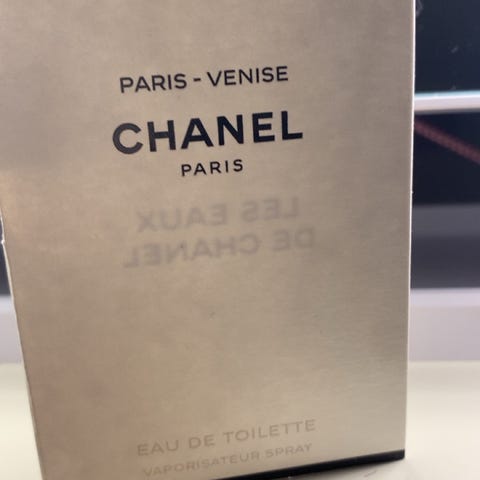 PARIS - VENISE
CHANEL
PARIS
LES EAUX
DE CHANEL
EAU DE TOILETTE
VAPORISATEUR SPRAY